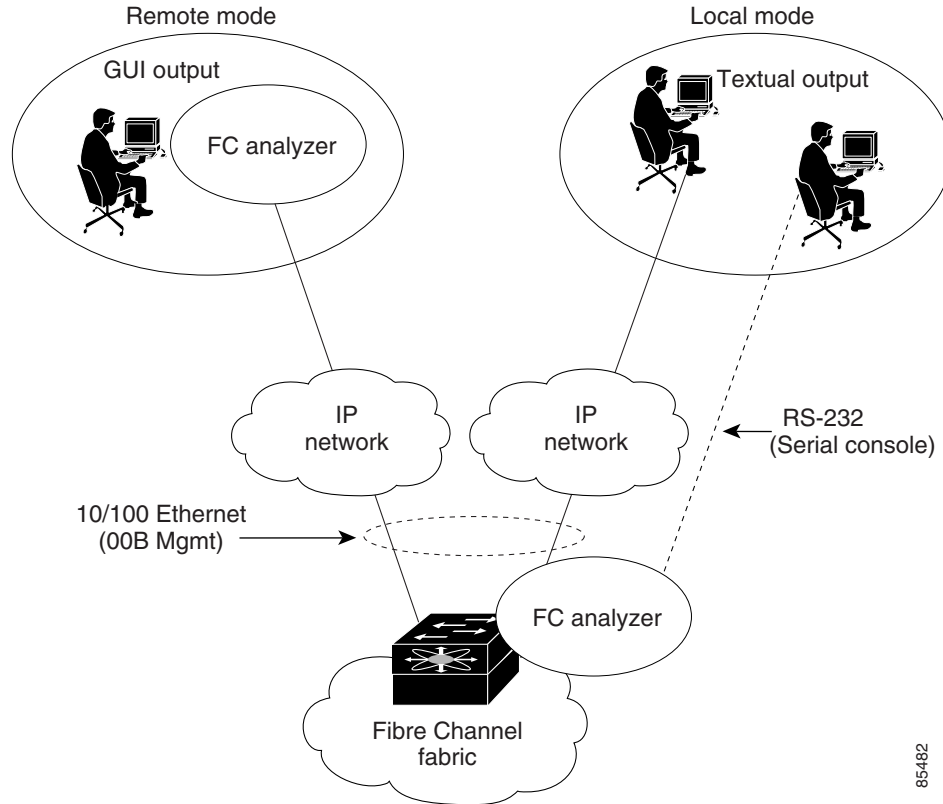 Remote mode
Local mode
GUI output
FC analyzer
Textual output
IP
network
IP
network
RS-232
(Serial console)
10/100 Ethernet
(00B Mgmt)
FC analyzer
Fibre Channel
fabric
85482